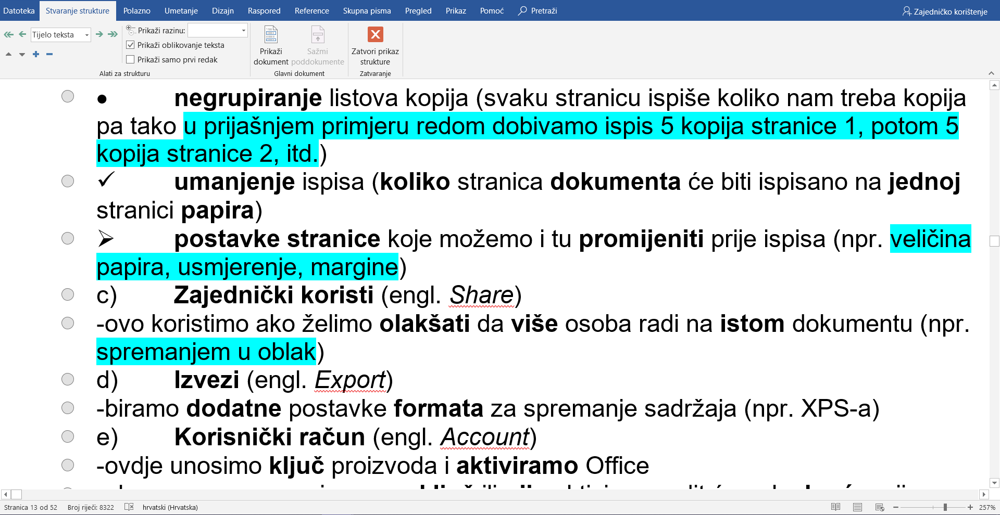 Datoteka Stvaranje strukture Polazno Umetanje Dizajn Raspored Reference Skupna pisma Pregled Prikaz Pomoć Pretraži Zajedničko korištenje
Tijelo teksta
Prikaži razinu:
Prikaži oblikovanje teksta
Prikaži samo prvi redak
Alati za strukturu
Prikaži dokument
Sažmi poddokumente
Glavni dokument
Zatvori prikaz strukture
Zatvaranje
● negrupiranje listova kopija (svaku stranicu ispiše koliko nam treba kopija
pa tako u prijašnjem primjeru redom dobivamo ispis 5 kopija stranice 1, potom 5
kopija stranice 2, itd.)
✓ umanjenje ispisa (koliko stranica dokumenta će biti ispisano na jednoj
stranici papira)
➢ postavke stranice koje možemo i tu promijeniti prije ispisa (npr. veličina
papira, usmjerenje, margine)
c) Zajednički koristi (engl. Share)
-ovo koristimo ako želimo olakšati da više osoba radi na istom dokumentu (npr.
spremanjem u oblak)
d) Izvezi (engl. Export)
-biramo dodatne postavke formata za spremanje sadržaja (npr. XPS-a)
e) Korisnički račun (engl. Account)
-ovdje unosimo ključ proizvoda i aktiviramo Office
Stranica 13 od 52 Broj riječi: 8322 hrvatski (Hrvatska) 257%